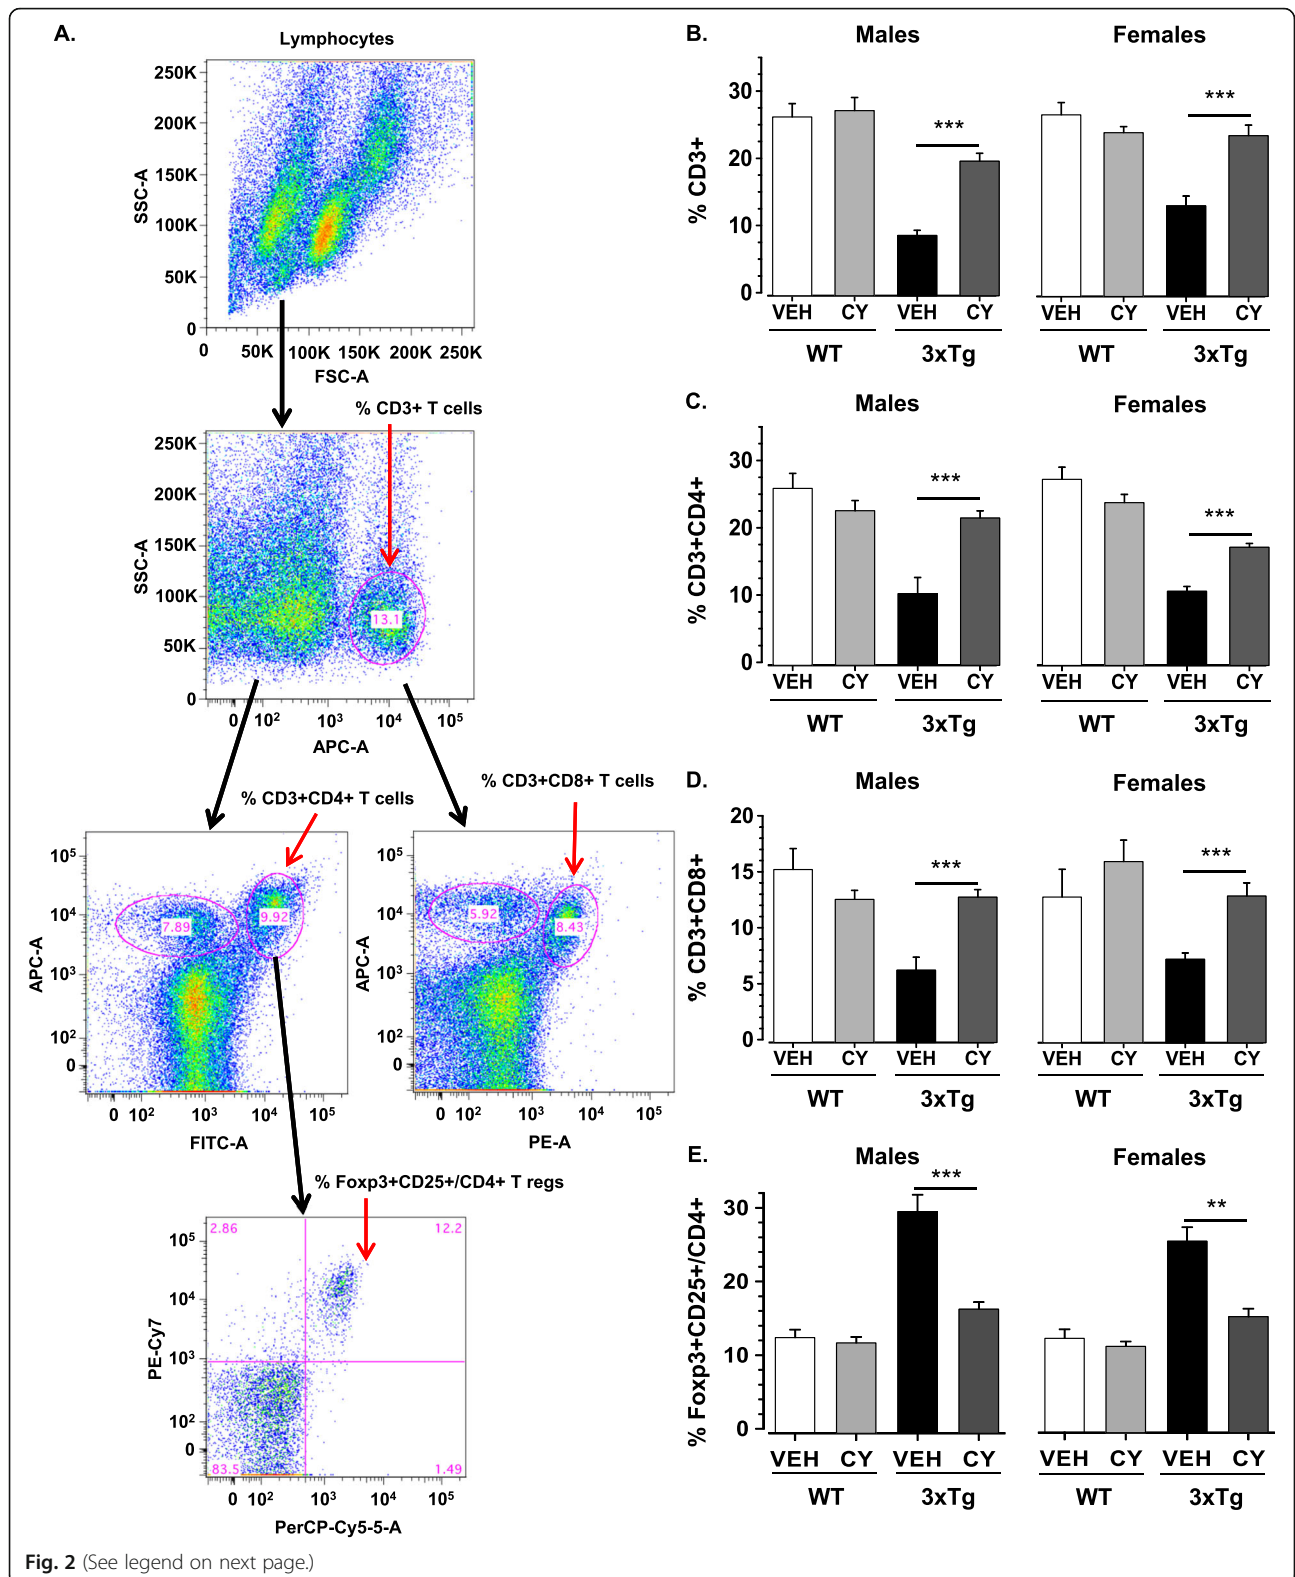 A.
Lymphocytes
250K
200K
150K
100K
50K
0
SSC-A
0 50K 100K 150K 200K 250K
FSC-A
% CD3+ T cells
250K
200K
150K
100K
50K
0
SSC-A
13.1
0 10² 10³ 10⁴ 10⁵
APC-A
% CD3+CD4+ T cells
10⁵
10⁴
10³
10²
0
APC-A
7.89
9.92
0 10² 10³ 10⁴ 10⁵
FITC-A
% CD3+CD8+ T cells
10⁵
10⁴
10³
10²
0
APC-A
5.92
8.43
0 10² 10³ 10⁴ 10⁵
PE-A
% Foxp3+CD25+/CD4+ T regs
2.86
12.2
10⁵
10⁴
10³
10²
0
PE-Cy7
83.5
1.49
0 10² 10³ 10⁴ 10⁵
PerCP-Cy5-5-A
B.
Males
Females
30
20
10
0
% CD3+
***
***
VEH CY VEH CY
WT 3xTg
VEH CY VEH CY
WT 3xTg
C.
Males
Females
30
20
10
0
% CD3+CD4+
***
***
VEH CY VEH CY
WT 3xTg
VEH CY VEH CY
WT 3xTg
D.
Males
Females
20
15
10
5
0
% CD3+CD8+
***
***
VEH CY VEH CY
WT 3xTg
VEH CY VEH CY
WT 3xTg
E.
Males
Females
30
20
10
0
% Foxp3+CD25+/CD4+
***
**
VEH CY VEH CY
WT 3xTg
VEH CY VEH CY
WT 3xTg
Fig. 2 (See legend on next page.)